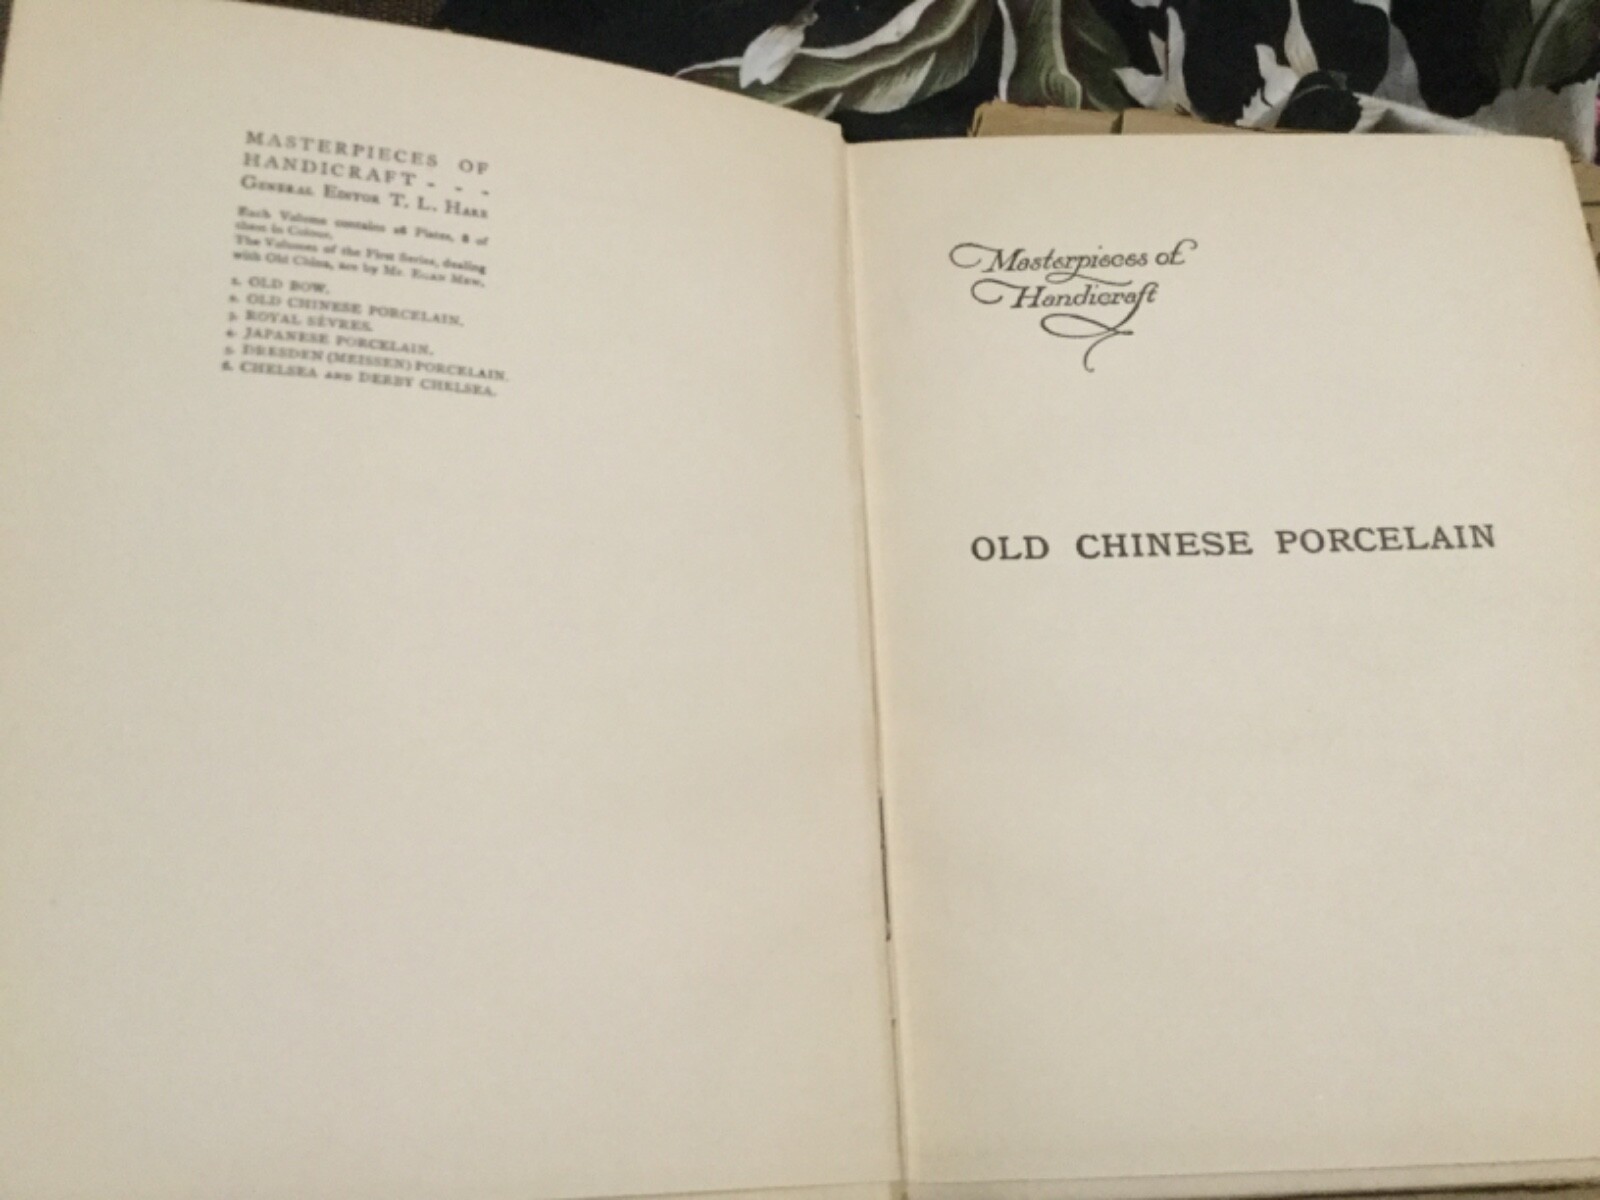 MASTERPIECES OF
HANDICRAFT - - -
GENERAL EDITOR T. L. HARE
Each Volume contains 16 Plates, 8 of
them in Colour.
The Volumes of the First Series, dealing
with Old China, are by Mr. EGAN MEW.
1. OLD BOW.
2. OLD CHINESE PORCELAIN.
3. ROYAL SÈVRES.
4. JAPANESE PORCELAIN.
5. DRESDEN (MEISSEN) PORCELAIN.
6. CHELSEA AND DERBY CHELSEA.
Masterpieces of
Handicraft
OLD CHINESE PORCELAIN